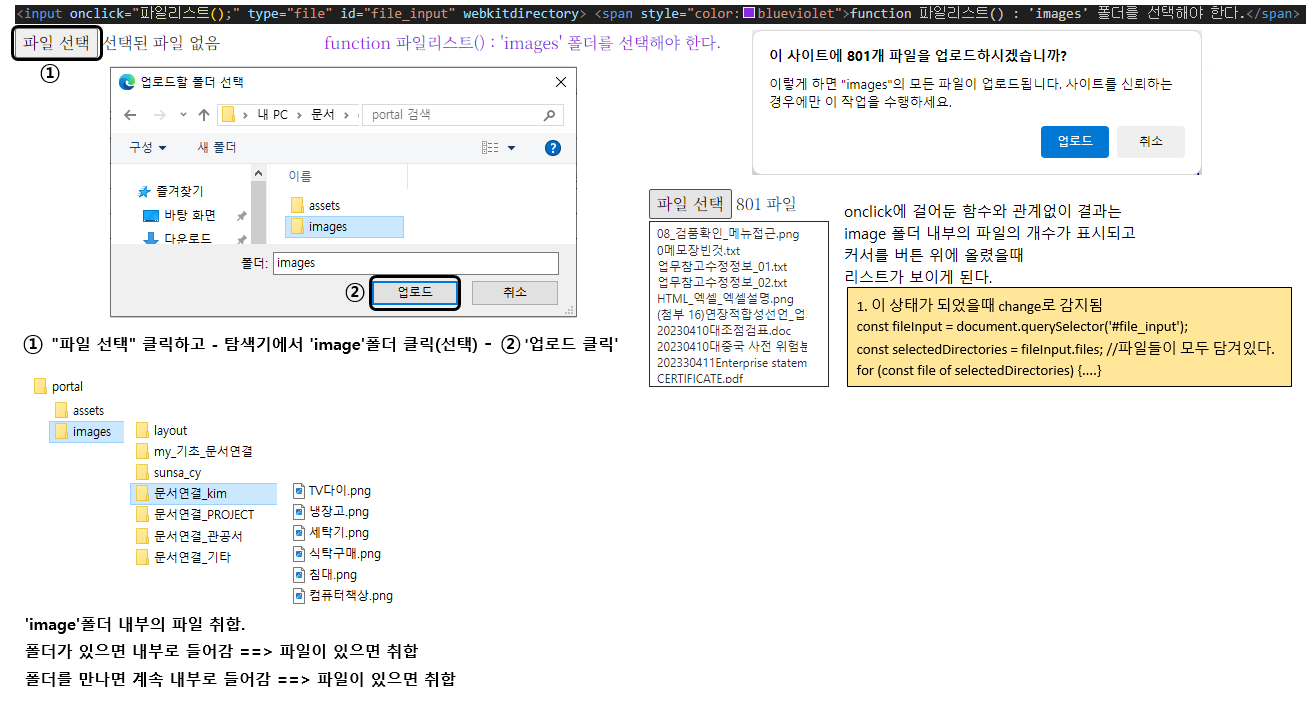 <input onclick="파일리스트();" type="file" id="file_input" webkitdirectory> <span style="color:blueviolet">function 파일리스트() : 'images' 폴더를 선택해야 한다.</span>
파일 선택 선택된 파일 없음
function 파일리스트() : 'images' 폴더를 선택해야 한다.
①
업로드할 폴더 선택
내 PC > 문서 >
portal 검색
구성 새 폴더
이름
즐겨찾기
바탕 화면
다운로드
assets
images
폴더: images
② 업로드 취소
① "파일 선택" 클릭하고 - 탐색기에서 'image'폴더 클릭(선택) - ② '업로드 클릭'
이 사이트에 801개 파일을 업로드하시겠습니까?
이렇게 하면 "images"의 모든 파일이 업로드됩니다. 사이트를 신뢰하는
경우에만 이 작업을 수행하세요.
업로드 취소
파일 선택 801 파일
08_검품확인_메뉴접근.png
0메모장빈것.txt
업무참고수정정보_01.txt
업무참고수정정보_02.txt
HTML_엑셀_엑셀설명.png
(첨부 16)연장적합성선언_업
20230410대조점검표.doc
20230410대중국 사전 위험분
202330411Enterprise statem
CERTIFICATE.pdf
onclick에 걸어둔 함수와 관계없이 결과는
image 폴더 내부의 파일의 개수가 표시되고
커서를 버튼 위에 올렸을때
리스트가 보이게 된다.
1. 이 상태가 되었을때 change로 감지됨
const fileInput = document.querySelector('#file_input');
const selectedDirectories = fileInput.files; //파일들이 모두 담겨있다.
for (const file of selectedDirectories) {....}
portal
assets
images
layout
my_기초_문서연결
sunsa_cy
문서연결_kim
문서연결_PROJECT
문서연결_관공서
문서연결_기타
TV다이.png
냉장고.png
세탁기.png
식탁구매.png
침대.png
컴퓨터책상.png
'image'폴더 내부의 파일 취합.
폴더가 있으면 내부로 들어감 ==> 파일이 있으면 취합
폴더를 만나면 계속 내부로 들어감 ==> 파일이 있으면 취합